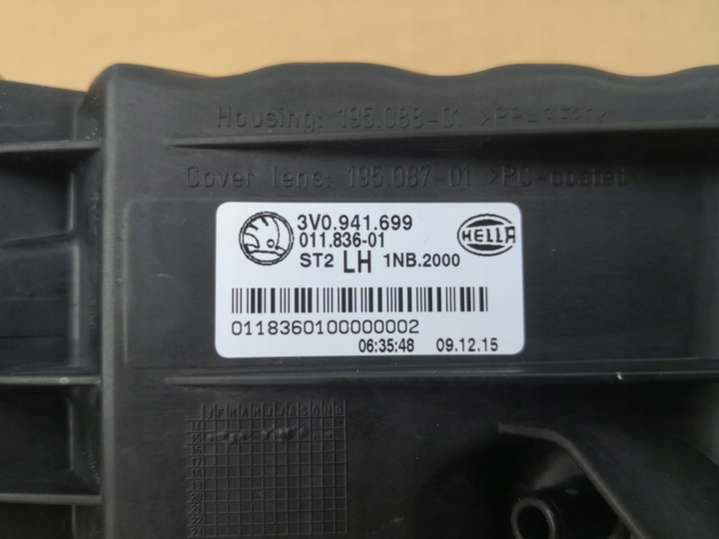 Housing: 195.088-01
Cover lens: 195.087-01 >PC-coated<
3V0.941.699
011.836-01
HELLA
ST2 LH 1NB.2000
0118360100000002
06:35:48 09.12.15